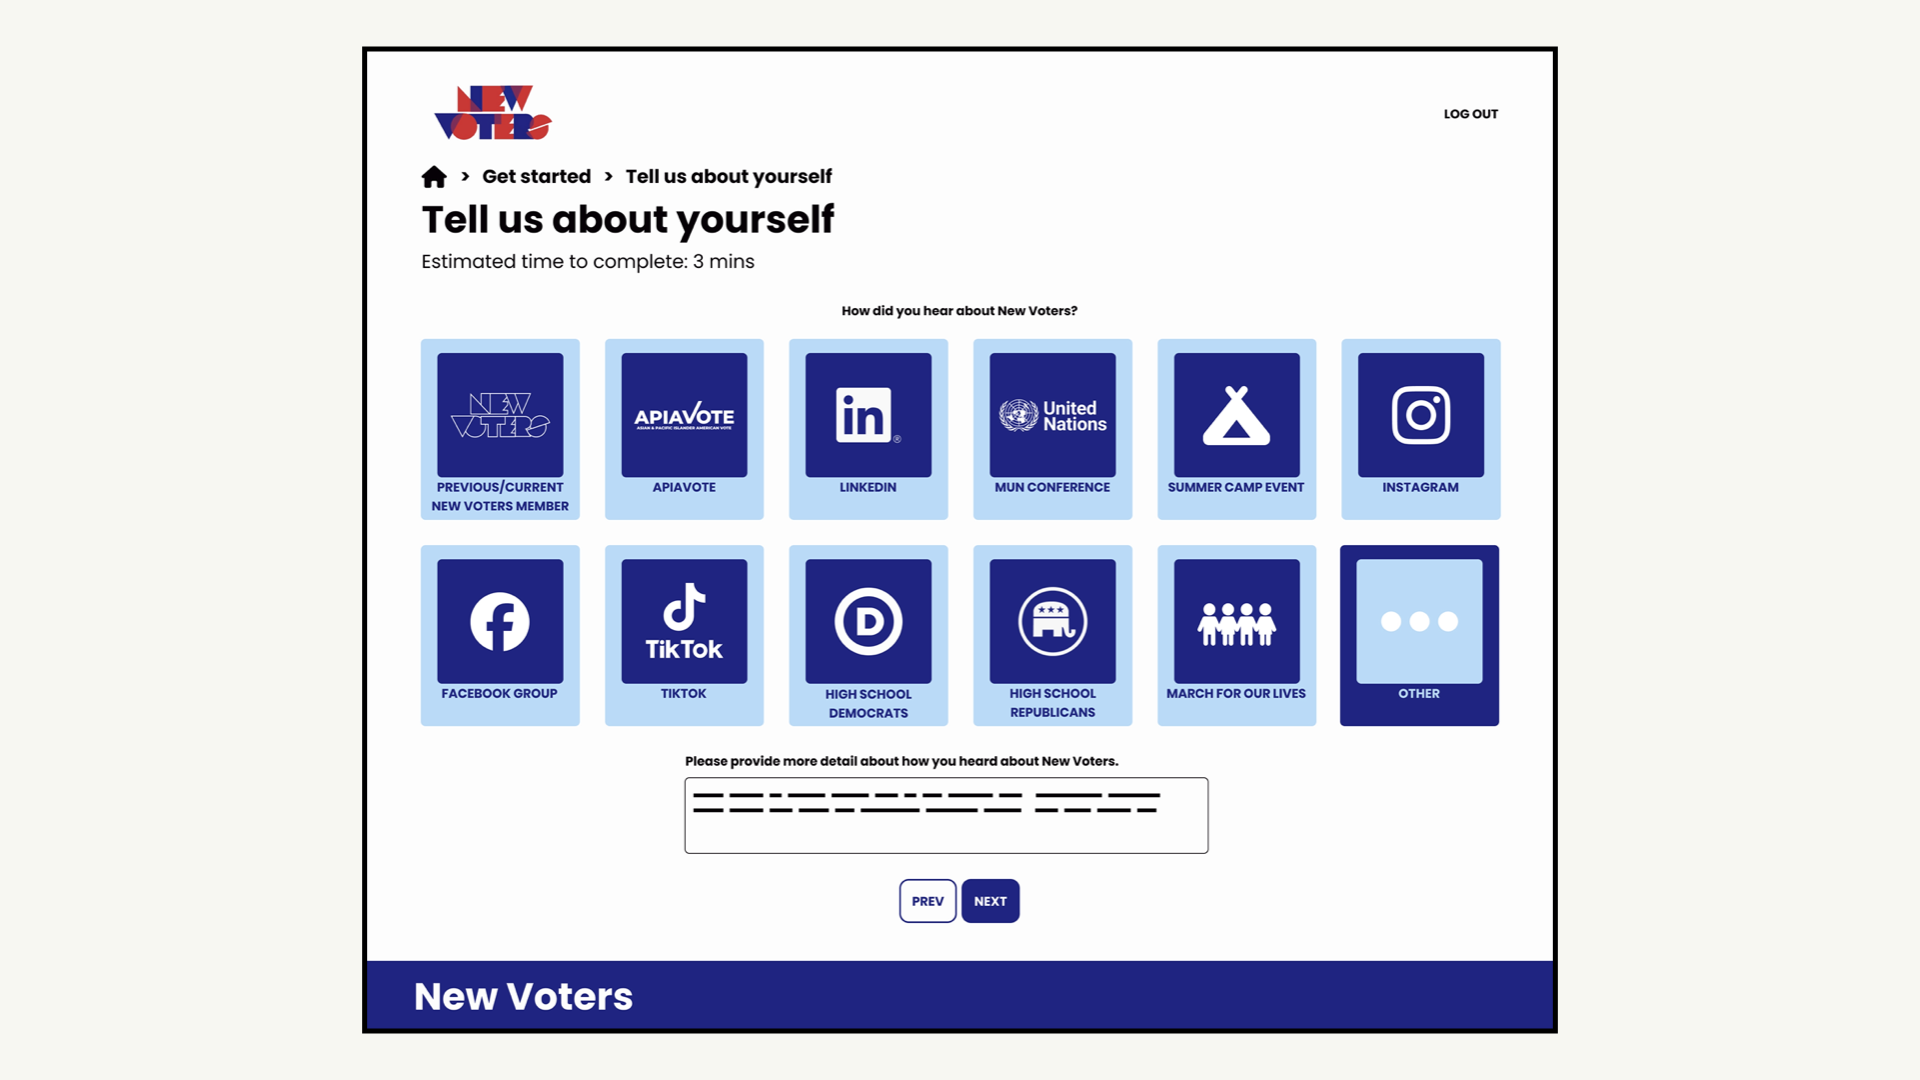 NEW
VOTERS
LOG OUT
> Get started > Tell us about yourself
Tell us about yourself
Estimated time to complete: 3 mins
How did you hear about New Voters?
NEW
VOTERS
PREVIOUS/CURRENT
NEW VOTERS MEMBER
APIAVOTE
ASIAN & PACIFIC ISLANDER AMERICAN VOTE
APIAVOTE
in
®
LINKEDIN
United
Nations
MUN CONFERENCE
SUMMER CAMP EVENT
INSTAGRAM
f
FACEBOOK GROUP
TikTok
TIKTOK
D
HIGH SCHOOL
DEMOCRATS
HIGH SCHOOL
REPUBLICANS
MARCH FOR OUR LIVES
OTHER
Please provide more detail about how you heard about New Voters.
PREV
NEXT
New Voters